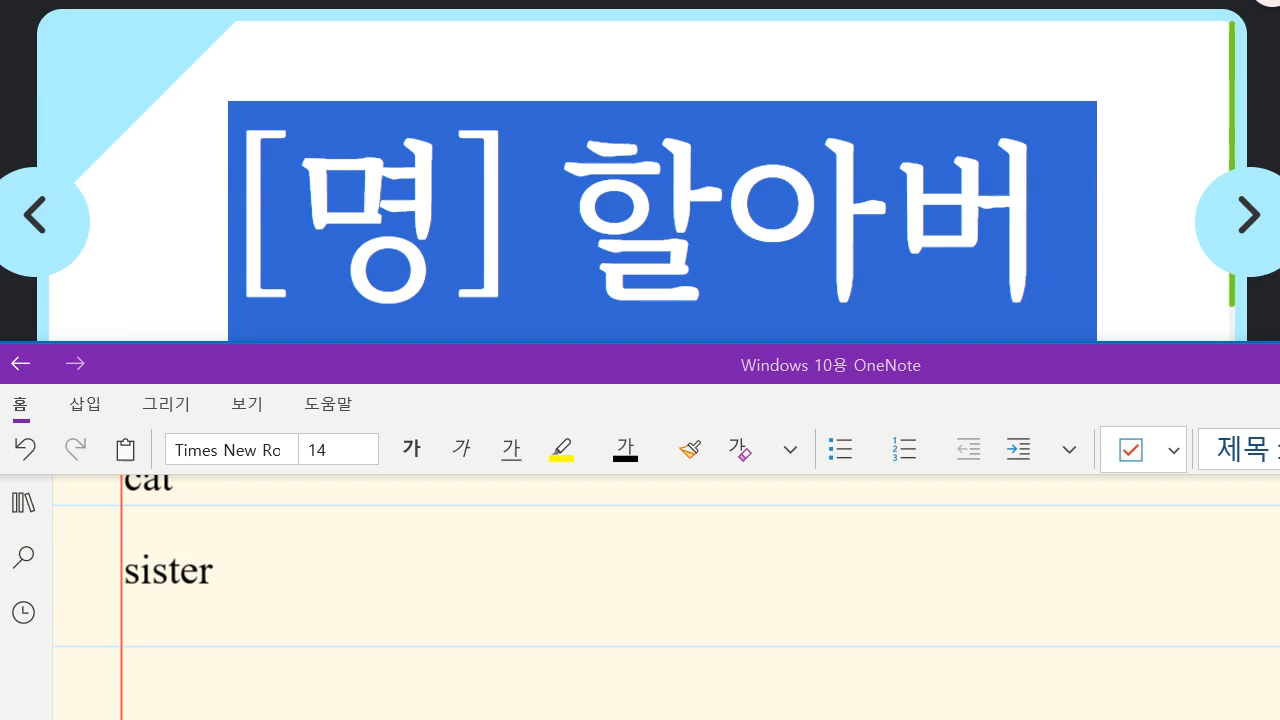 [명] 할아버
Windows 10용 OneNote
홈 삽입 그리기 보기 도움말
Times New Ro 14 가 가 가 가 가 제목
cat
sister